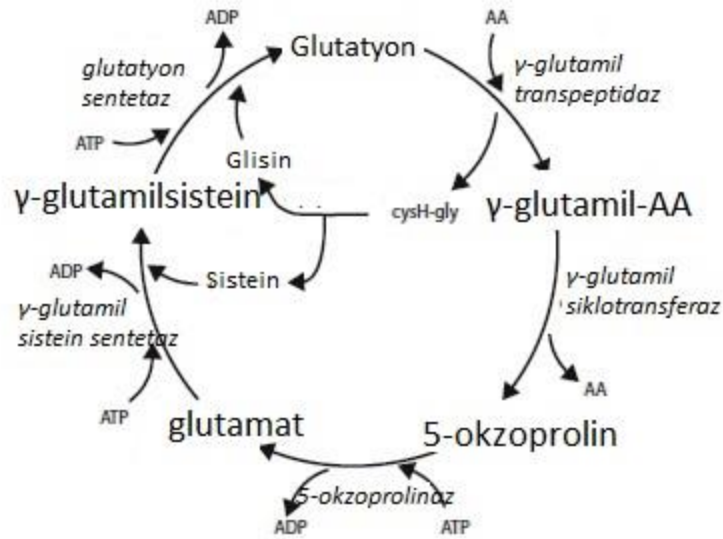 ADP
Glutatyon
AA
glutatyon
sentetaz
γ-glutamil
transpeptidaz
ATP
Glisin
γ-glutamilsistein
cysH-gly
γ-glutamil-AA
ADP
Sistein
γ-glutamil
siklotransferaz
γ-glutamil
sistein sentetaz
ATP
AA
glutamat
5-okzoprolin
5-okzoprolinaz
ADP
ATP